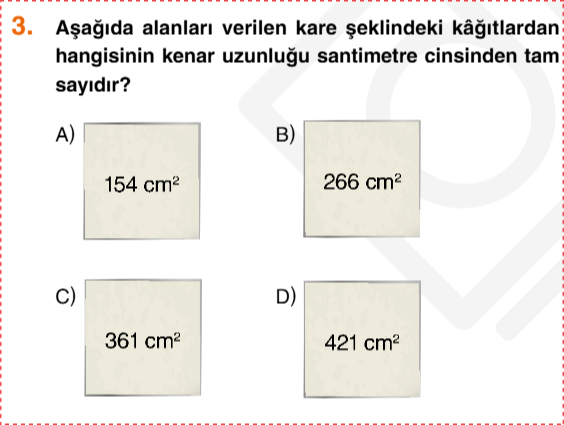 3. Aşağıda alanları verilen kare şeklindeki kâğıtlardan
hangisinin kenar uzunluğu santimetre cinsinden tam
sayıdır?
A) 154 cm²
B) 266 cm²
C) 361 cm²
D) 421 cm²